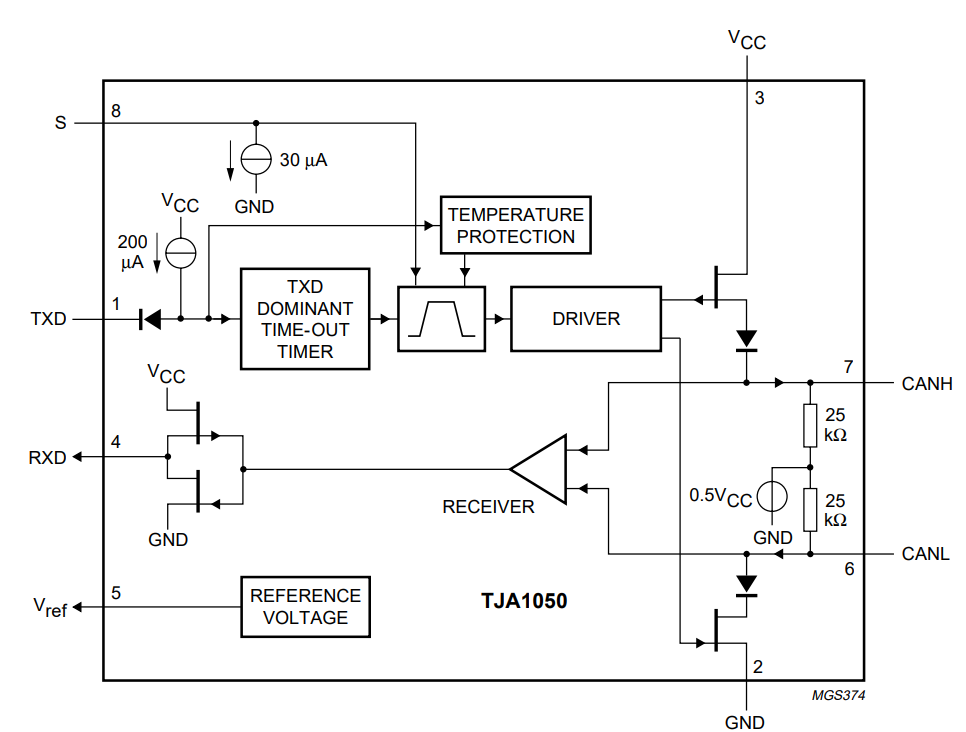 VCC
3
8
S
30 µA
GND
VCC
200
µA
TEMPERATURE
PROTECTION
1
TXD
TXD
DOMINANT
TIME-OUT
TIMER
DRIVER
VCC
7
CANH
4
RXD
25
kΩ
RECEIVER
0.5VCC
25
kΩ
GND
GND
CANL
6
5
Vref
REFERENCE
VOLTAGE
TJA1050
2
MGS374
GND